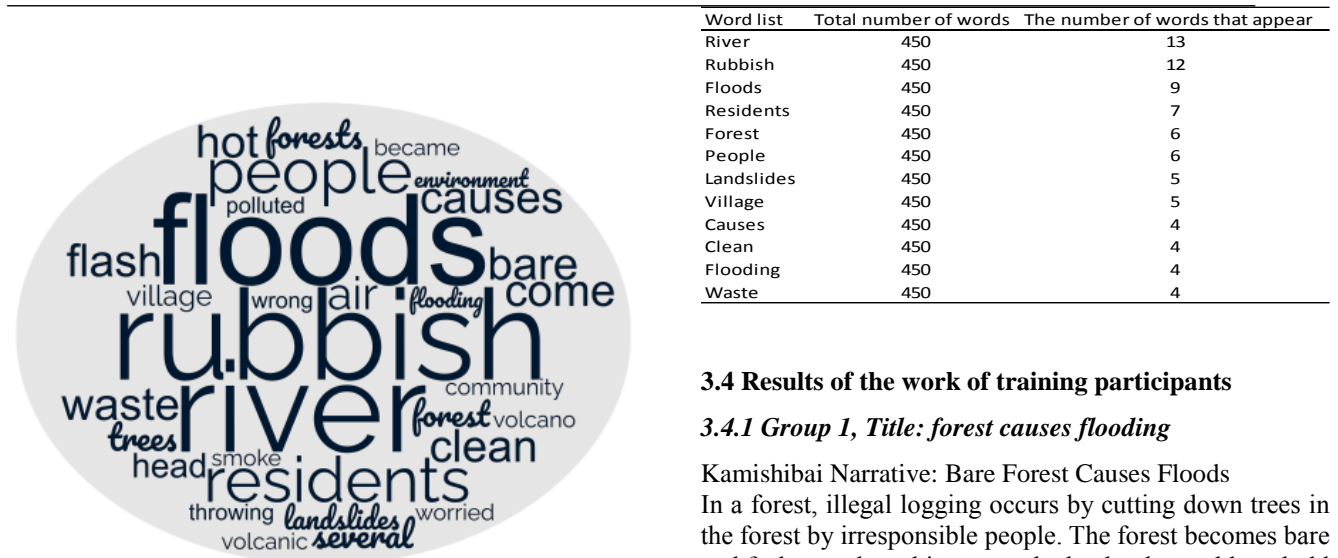 hot forests became
people environment
polluted causes
floods
flash bare
village wrong air flooding come
rubbish
river community
waste forest volcano
trees clean
head smoke
residents
throwing landslides worried
volcanic several
Word list Total number of words The number of words that appear
River 450 13
Rubbish 450 12
Floods 450 9
Residents 450 7
Forest 450 6
People 450 6
Landslides 450 5
Village 450 5
Causes 450 4
Clean 450 4
Flooding 450 4
Waste 450 4
3.4 Results of the work of training participants
3.4.1 Group 1, Title: forest causes flooding
Kamishibai Narrative: Bare Forest Causes Floods
In a forest, illegal logging occurs by cutting down trees in
the forest by irresponsible people. The forest becomes bare